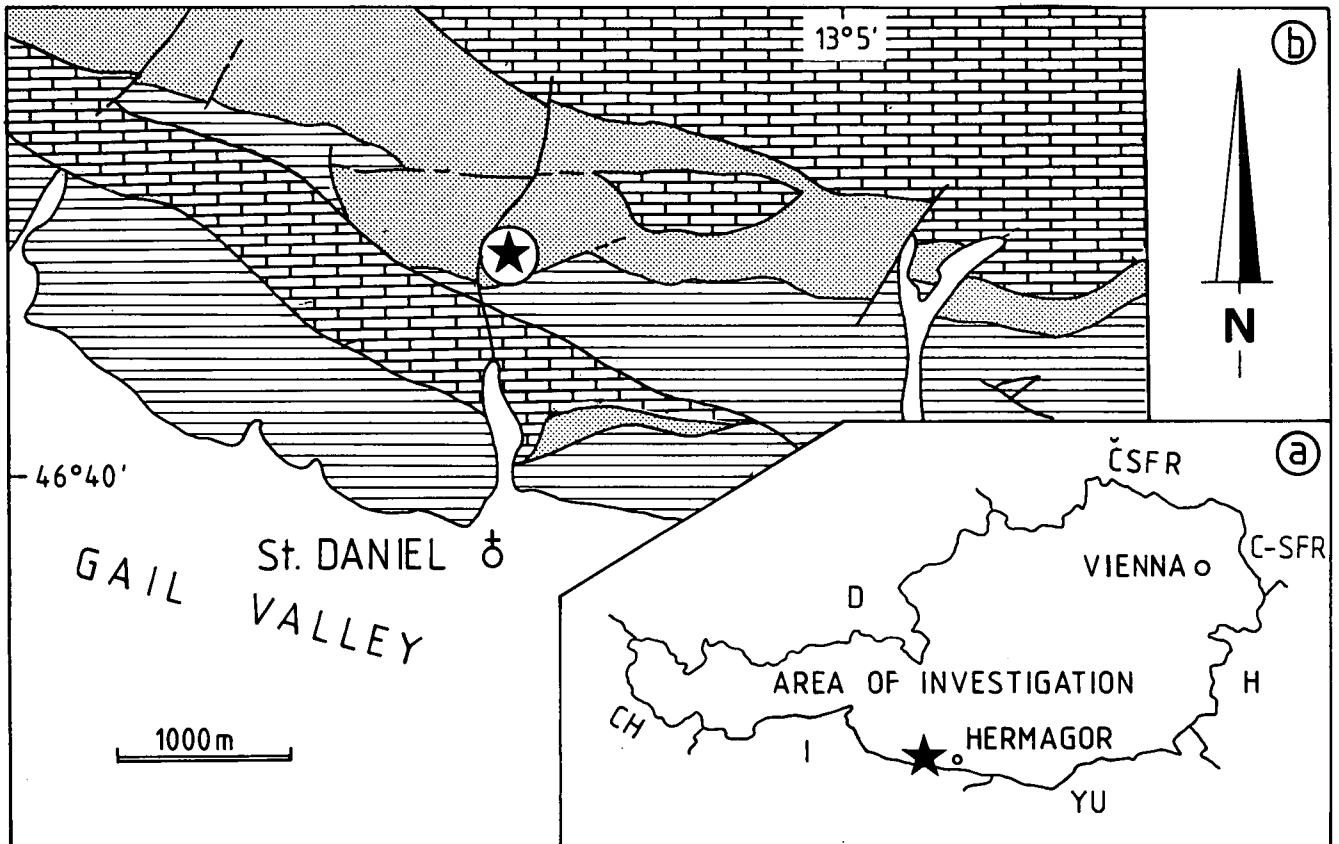 13°5'
b
N
46°40'
St. DANIEL
GAIL VALLEY
1000m
a
ČSFR
C-SFR
VIENNA
D
AREA OF INVESTIGATION
H
CH
I
HERMAGOR
YU